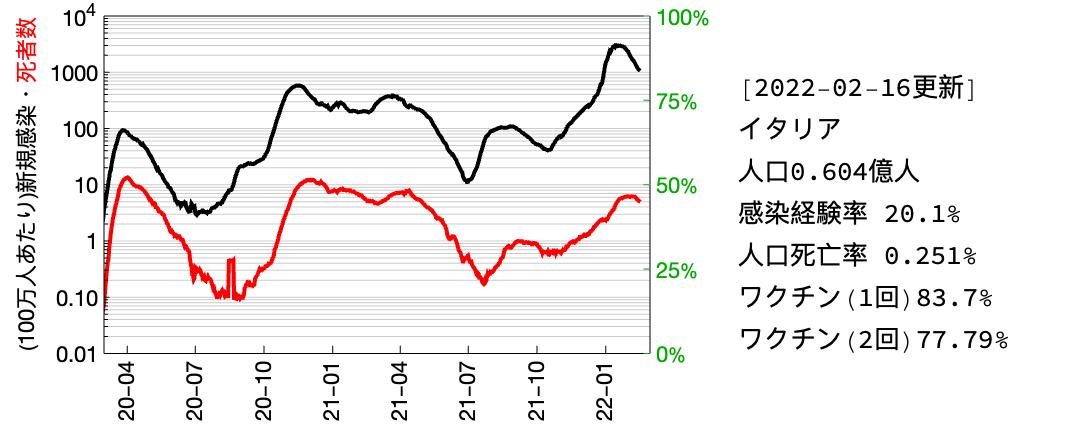 (100万人あたり)新規感染・死者数
10^4
1000
100
10
1
0.10
0.01
100%
75%
50%
25%
0%
20-04
20-07
20-10
21-01
21-04
21-07
21-10
22-01
[2022-02-16更新]
イタリア
人口0.604億人
感染経験率 20.1%
人口死亡率 0.251%
ワクチン(1回)83.7%
ワクチン(2回)77.79%